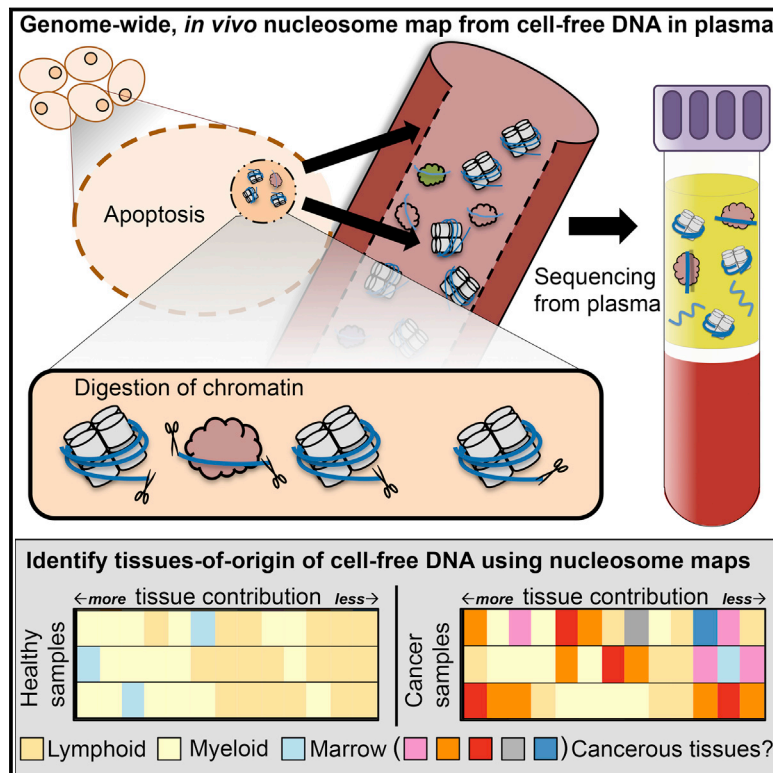 Genome-wide, in vivo nucleosome map from cell-free DNA in plasma
Apoptosis
Sequencing
from plasma
Digestion of chromatin
Identify tissues-of-origin of cell-free DNA using nucleosome maps
←more tissue contribution less→
Healthy
samples
←more tissue contribution less→
Cancer
samples
Lymphoid Myeloid Marrow ( ) Cancerous tissues?